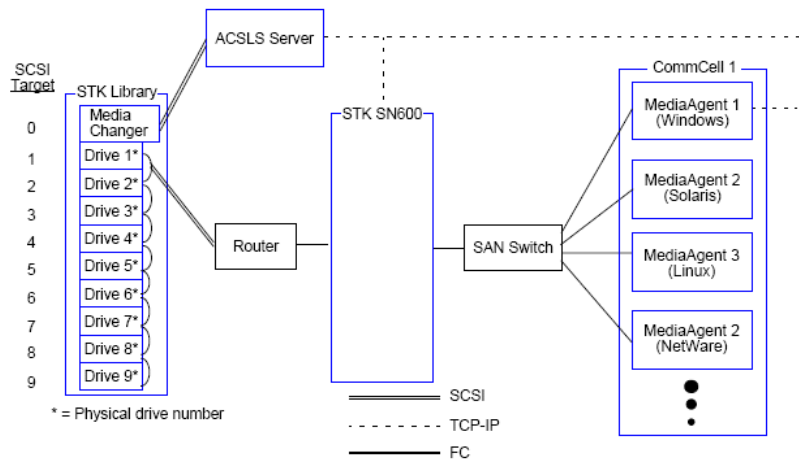 ACSLS Server
SCSI
Target
STK Library
Media
Changer
0
Drive 1*
1
Drive 2*
2
Drive 3*
3
Drive 4*
4
Drive 5*
5
Drive 6*
6
Drive 7*
7
Drive 8*
8
Drive 9*
9
* = Physical drive number
Router
STK SN600
SAN Switch
CommCell 1
MediaAgent 1
(Windows)
MediaAgent 2
(Solaris)
MediaAgent 3
(Linux)
MediaAgent 2
(NetWare)
SCSI
TCP-IP
FC